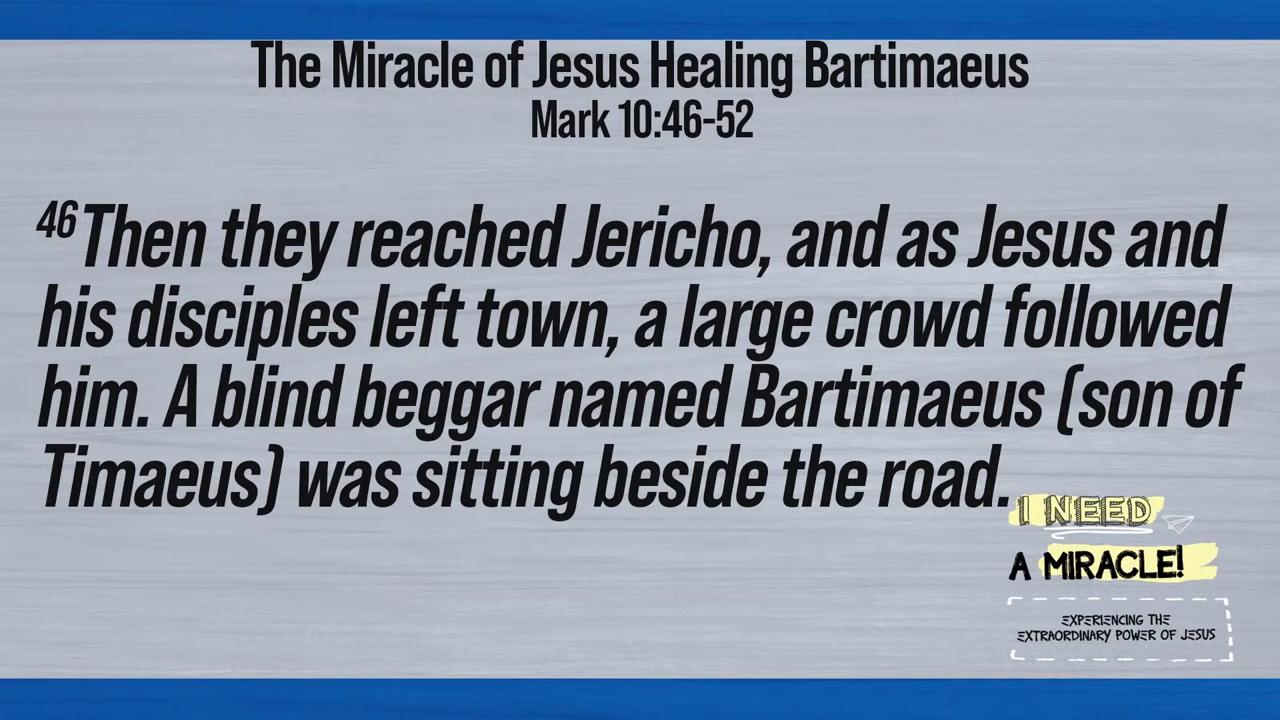 The Miracle of Jesus Healing Bartimaeus
Mark 10:46-52
46 Then they reached Jericho, and as Jesus and
his disciples left town, a large crowd followed
him. A blind beggar named Bartimaeus (son of
Timaeus) was sitting beside the road.
I NEED
A MIRACLE!
EXPERIENCING THE
EXTRAORDINARY POWER OF JESUS